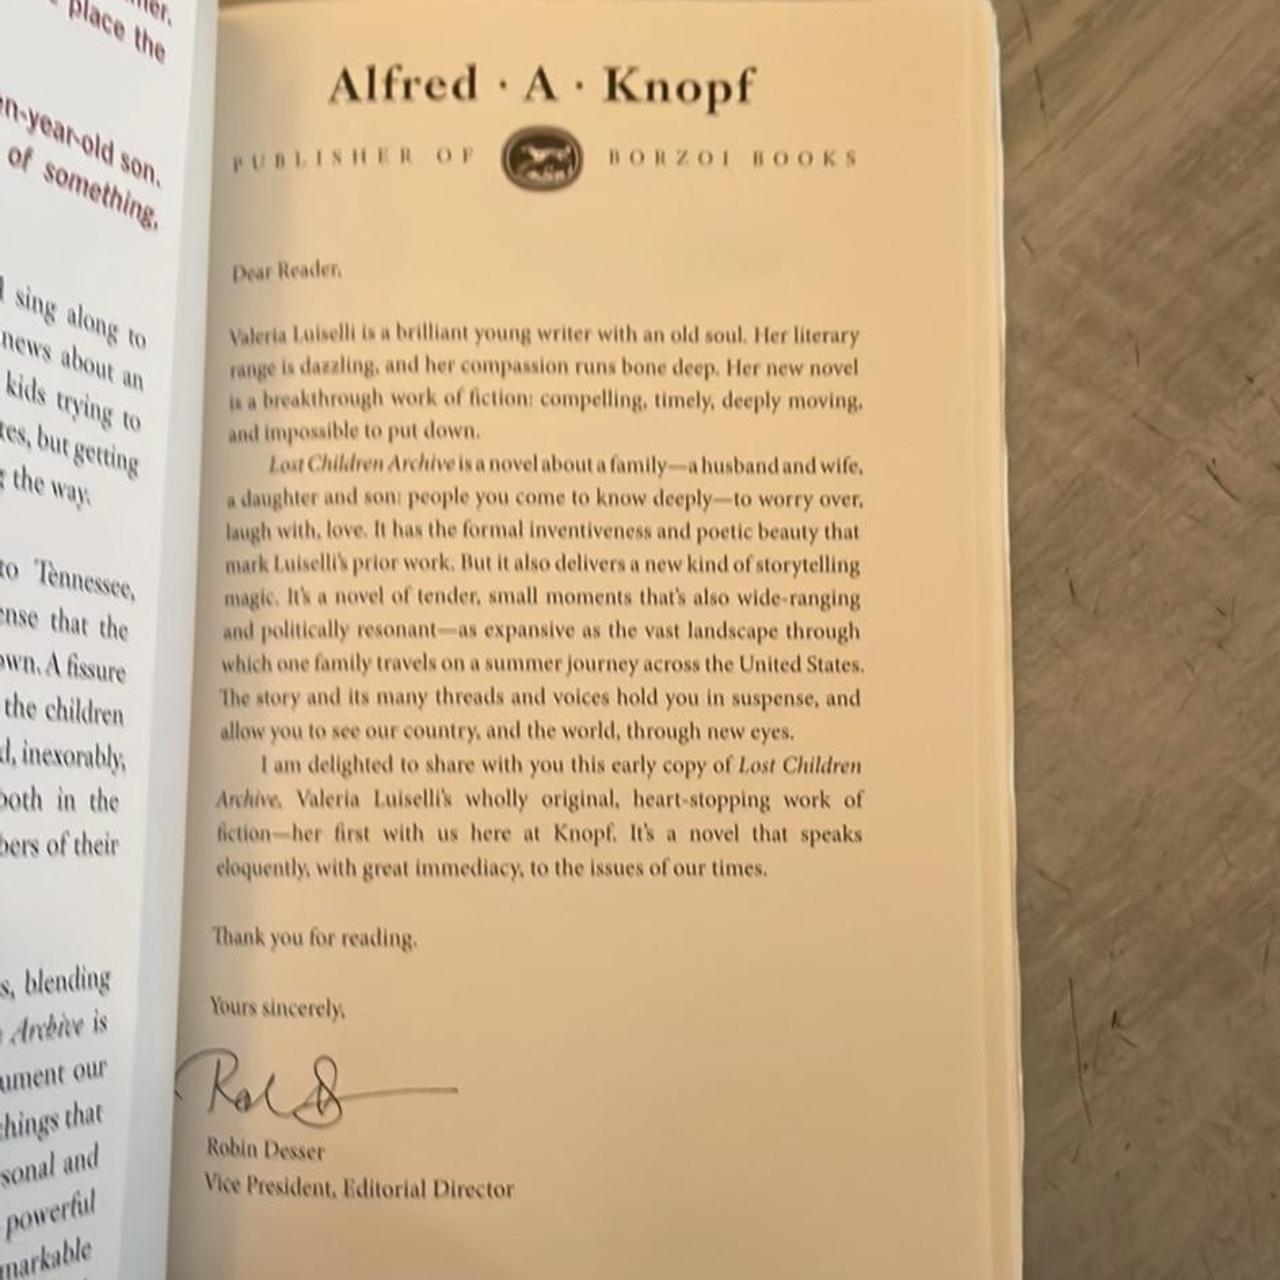 ner.
place the
en-year-old son.
of something,
sing along to
news about an
kids trying to
tes, but getting
the way.
to Tennessee,
ense that the
own. A fissure
the children
d, inexorably,
both in the
bers of their
s, blending
Archive is
ument our
things that
sonal and
powerful
markable
Alfred · A · Knopf
PUBLISHER OF BORZOI BOOKS
Dear Reader,
Valeria Luiselli is a brilliant young writer with an old soul. Her literary
range is dazzling, and her compassion runs bone deep. Her new novel
is a breakthrough work of fiction: compelling, timely, deeply moving,
and impossible to put down.
Lost Children Archive is a novel about a family—a husband and wife,
a daughter and son: people you come to know deeply—to worry over,
laugh with, love. It has the formal inventiveness and poetic beauty that
mark Luiselli's prior work. But it also delivers a new kind of storytelling
magic. It's a novel of tender, small moments that's also wide-ranging
and politically resonant—as expansive as the vast landscape through
which one family travels on a summer journey across the United States.
The story and its many threads and voices hold you in suspense, and
allow you to see our country, and the world, through new eyes.
I am delighted to share with you this early copy of Lost Children
Archive, Valeria Luiselli's wholly original, heart-stopping work of
fiction—her first with us here at Knopf. It's a novel that speaks
eloquently, with great immediacy, to the issues of our times.
Thank you for reading.
Yours sincerely,
Robin Desser
Vice President, Editorial Director